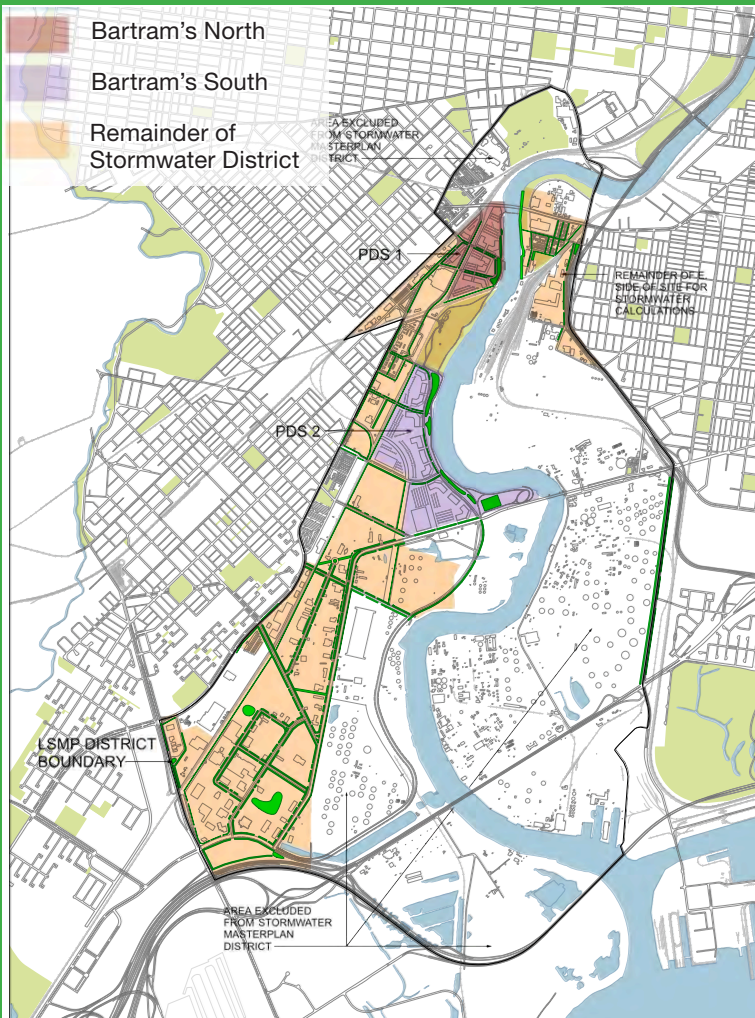 Bartram's North
Bartram's South
Remainder of
Stormwater District
AREA EXCLUDED
FROM STORMWATER
MASTERPLAN
DISTRICT
PDS 1
REMAINDER OF E.
SIDE OF SITE FOR
STORMWATER
CALCULATIONS
PDS 2
LSMP DISTRICT
BOUNDARY
AREA EXCLUDED
FROM STORMWATER
MASTERPLAN
DISTRICT